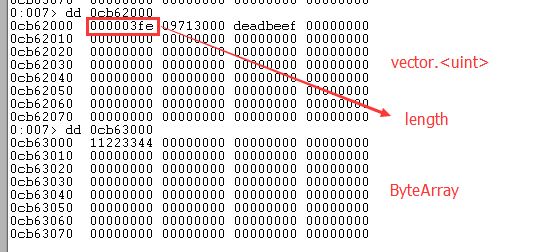 0:007> dd 0cb62000
0cb62000 000003fe 09713000 deadbeef 00000000
0cb62010 00000000 00000000 00000000 00000000
0cb62020 00000000 00000000 00000000 00000000
0cb62030 00000000 00000000 00000000 00000000
0cb62040 00000000 00000000 00000000 00000000
0cb62050 00000000 00000000 00000000 00000000
0cb62060 00000000 00000000 00000000 00000000
0cb62070 00000000 00000000 00000000 00000000
vector.<uint>
length
0:007> dd 0cb63000
0cb63000 11223344 00000000 00000000 00000000
0cb63010 00000000 00000000 00000000 00000000
0cb63020 00000000 00000000 00000000 00000000
0cb63030 00000000 00000000 00000000 00000000
0cb63040 00000000 00000000 00000000 00000000
0cb63050 00000000 00000000 00000000 00000000
0cb63060 00000000 00000000 00000000 00000000
0cb63070 00000000 00000000 00000000 00000000
ByteArray